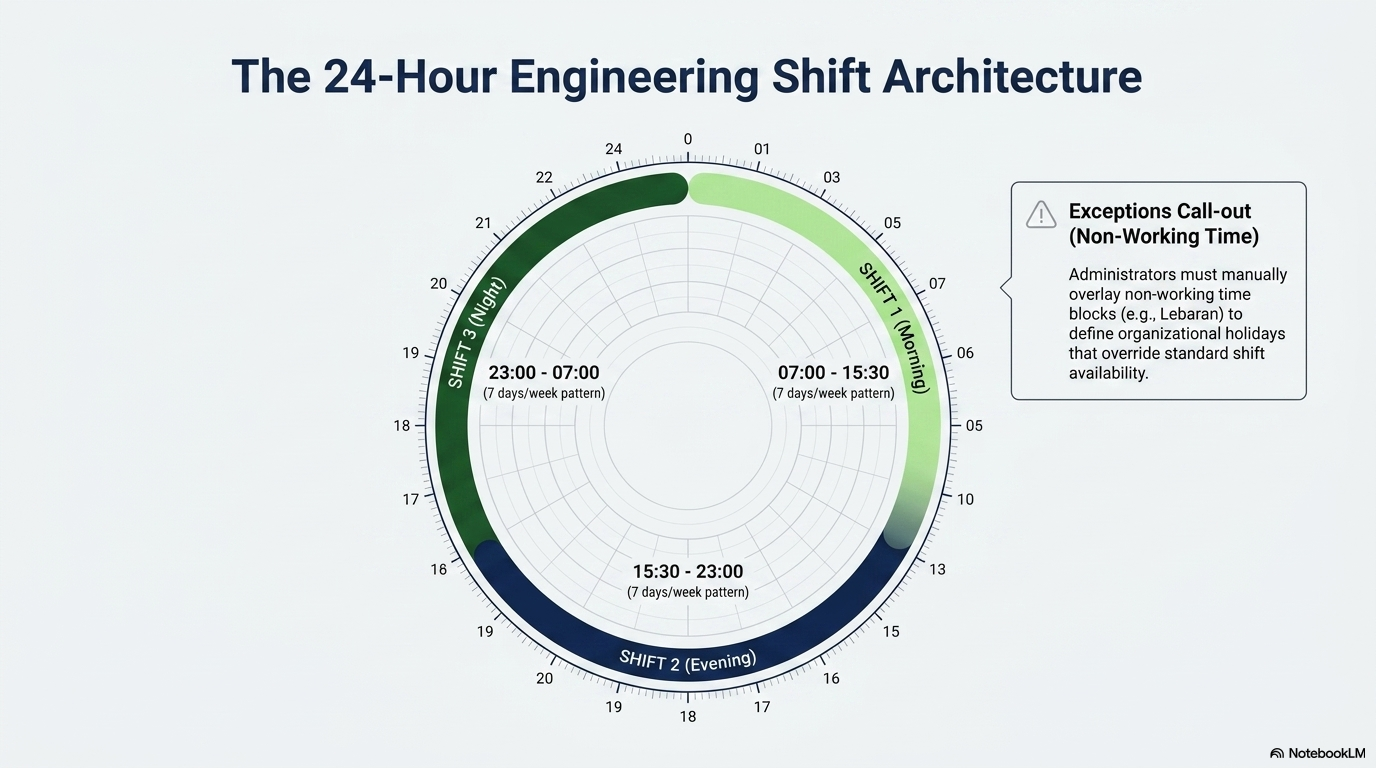 The 24-Hour Engineering Shift Architecture
0
01
03
05
07
06
05
10
13
15
16
17
18
19
20
19
16
17
18
19
20
21
22
24
SHIFT 1 (Morning)
07:00 - 15:30
(7 days/week pattern)
SHIFT 2 (Evening)
15:30 - 23:00
(7 days/week pattern)
SHIFT 3 (Night)
23:00 - 07:00
(7 days/week pattern)
Exceptions Call-out
(Non-Working Time)
Administrators must manually
overlay non-working time
blocks (e.g., Lebaran) to
define organizational holidays
that override standard shift
availability.
NotebookLM